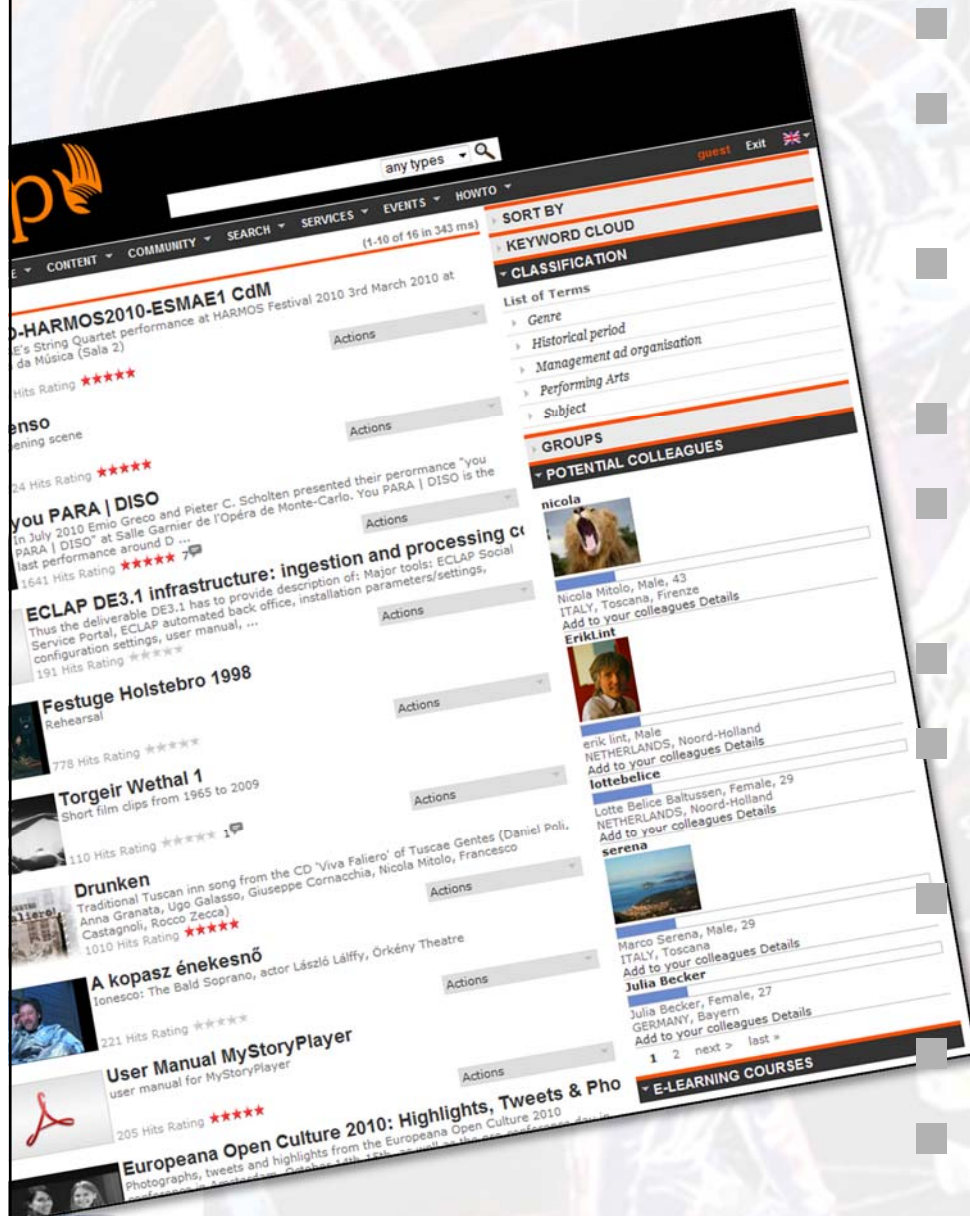 p
any types
guest Exit
E CONTENT COMMUNITY SEARCH SERVICES EVENTS HOWTO
(1-10 of 16 in 343 ms)
-HARMOS2010-ESMAE1 CdM
E's String Quartet performance at HARMOS Festival 2010 3rd March 2010 at
da Música (Sala 2)
Actions
Hits Rating
enso
ening scene
Actions
24 Hits Rating
you PARA | DISO
In July 2010 Emio Greco and Pieter C. Scholten presented their perormance "you
PARA | DISO" at Salle Garnier de l'Opéra de Monte-Carlo. You PARA | DISO is the
last performance around D ...
Actions
1641 Hits Rating 7
ECLAP DE3.1 infrastructure: ingestion and processing co
Thus the deliverable DE3.1 has to provide description of: Major tools: ECLAP Social
Service Portal, ECLAP automated back office, installation parameters/settings,
configuration settings, user manual, ...
Actions
191 Hits Rating
Festuge Holstebro 1998
Rehearsal
Actions
778 Hits Rating
Torgeir Wethal 1
Short film clips from 1965 to 2009
Actions
110 Hits Rating 1
Drunken
Traditional Tuscan inn song from the CD 'Viva Faliero' of Tuscae Gentes (Daniel Poli,
Anna Granata, Ugo Galasso, Giuseppe Cornacchia, Nicola Mitolo, Francesco
Castagnoli, Rocco Zecca)
Actions
1010 Hits Rating
A kopasz énekesnő
Ionesco: The Bald Soprano, actor László Lálffy, Örkény Theatre
Actions
221 Hits Rating
User Manual MyStoryPlayer
user manual for MyStoryPlayer
Actions
205 Hits Rating
Europeana Open Culture 2010: Highlights, Tweets & Pho
Photographs, tweets and highlights from the Europeana Open Culture 2010
conference in Amsterdam, October 14th-15th, as well as the pre-conference day in
SORT BY
KEYWORD CLOUD
CLASSIFICATION
List of Terms
Genre
Historical period
Management ad organisation
Performing Arts
Subject
GROUPS
POTENTIAL COLLEAGUES
nicola
Nicola Mitolo, Male, 43
ITALY, Toscana, Firenze
Add to your colleagues Details
ErikLint
erik lint, Male
NETHERLANDS, Noord-Holland
Add to your colleagues Details
lottebelice
Lotte Belice Baltussen, Female, 29
NETHERLANDS, Noord-Holland
Add to your colleagues Details
serena
Marco Serena, Male, 29
ITALY, Toscana
Add to your colleagues Details
Julia Becker
Julia Becker, Female, 27
GERMANY, Bayern
Add to your colleagues Details
1 2 next > last »
E-LEARNING COURSES